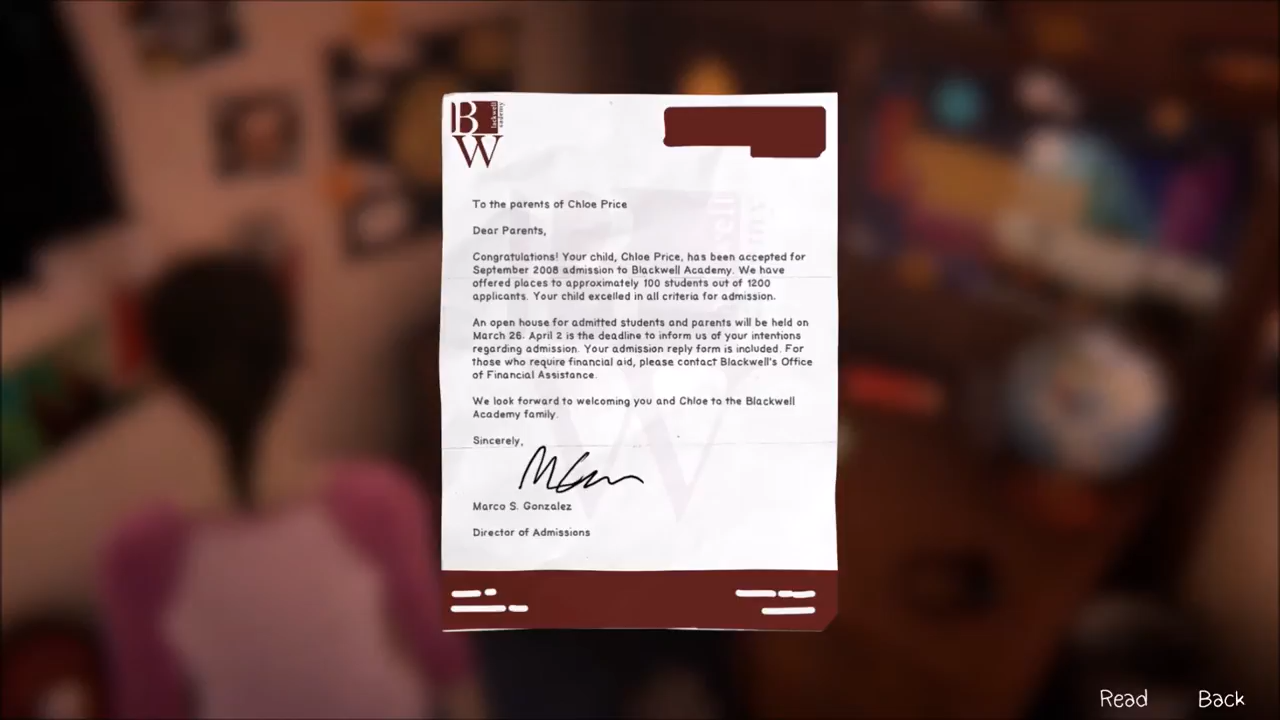 BW
blackwell
academy
To the parents of Chloe Price
Dear Parents,
Congratulations! Your child, Chloe Price, has been accepted for
September 2008 admission to Blackwell Academy. We have
offered places to approximately 100 students out of 1200
applicants. Your child excelled in all criteria for admission.
An open house for admitted students and parents will be held on
March 26. April 2 is the deadline to inform us of your intentions
regarding admission. Your admission reply form is included. For
those who require financial aid, please contact Blackwell's Office
of Financial Assistance.
We look forward to welcoming you and Chloe to the Blackwell
Academy family.
Sincerely,
Marco S. Gonzalez
Director of Admissions
Read Back